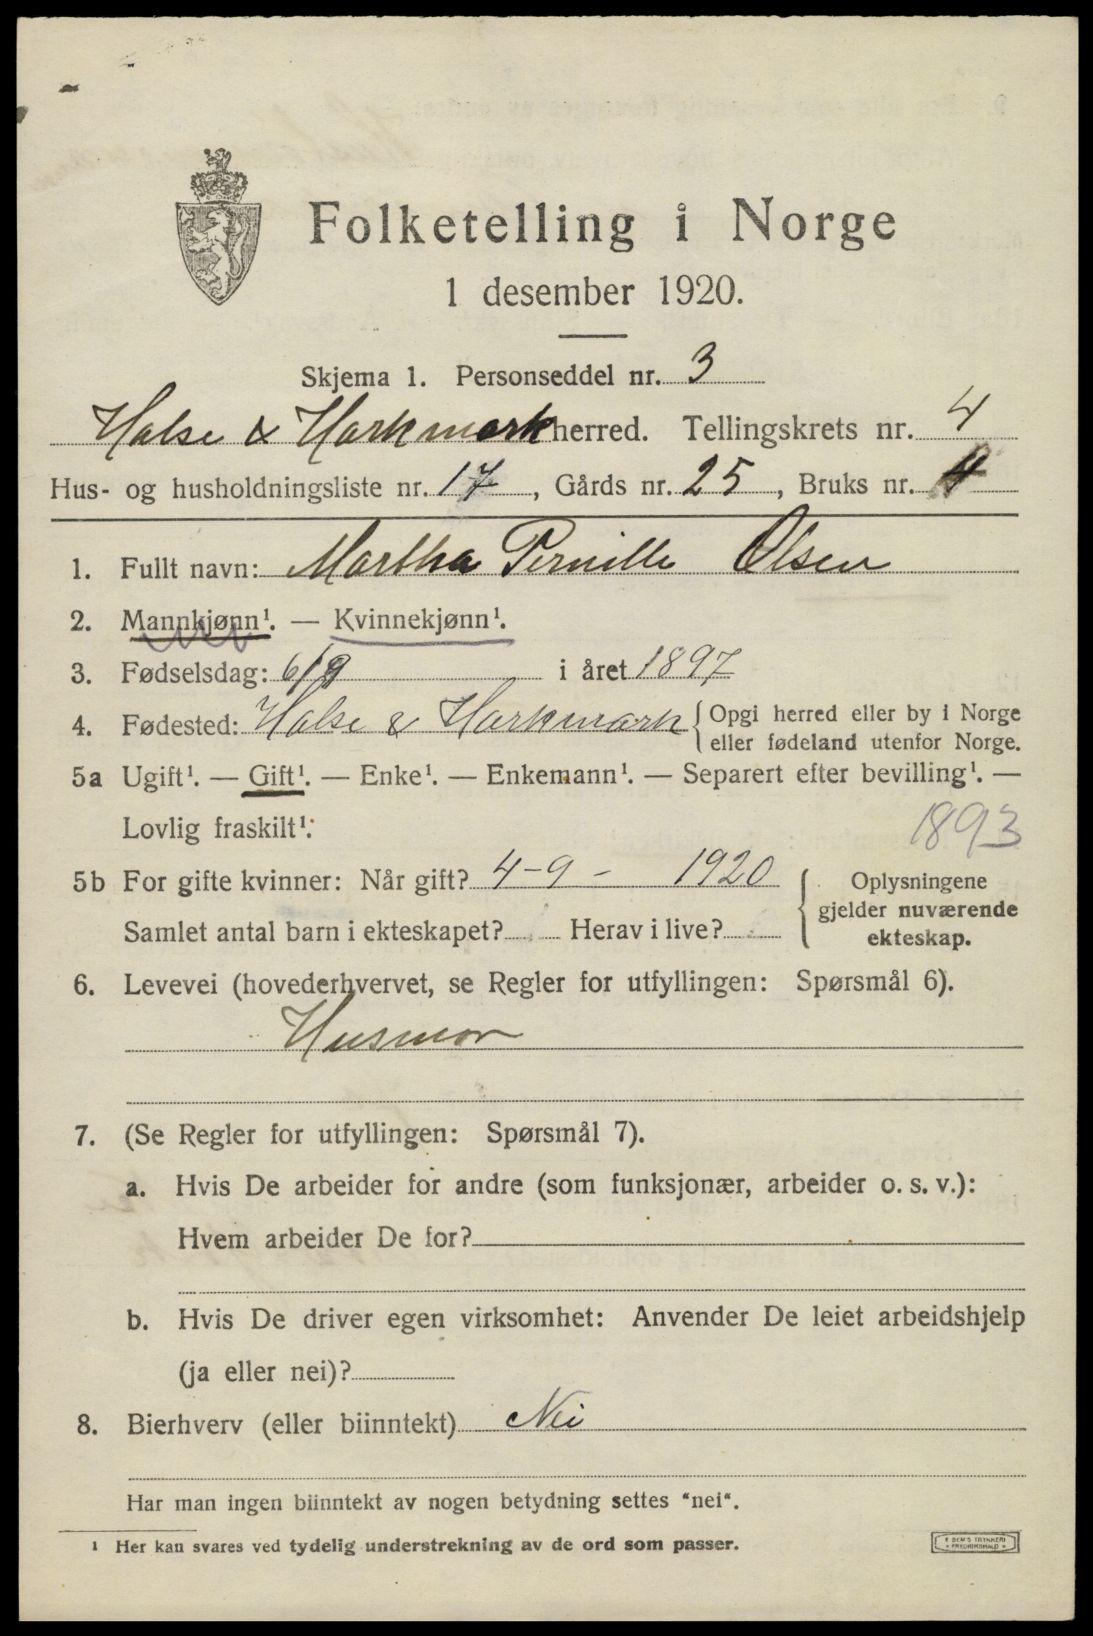 Folketelling i Norge
1 desember 1920.
Skjema 1. Personseddel nr. 3
Halse & Harkmark herred. Tellingskrets nr. 4
Hus- og husholdningsliste nr. 17, Gårds nr. 25, Bruks nr. 4
1. Fullt navn: Martha Pernille Olsen
2. Mannkjønn¹. — Kvinnekjønn¹.
3. Fødselsdag: 6/9 i året 1897
4. Fødested: Halse & Harkmark { Opgi herred eller by i Norge
eller fødeland utenfor Norge.
5a Ugift¹. — Gift¹. — Enke¹. — Enkemann¹. — Separert efter bevilling¹. —
Lovlig fraskilt¹.
1893
5b For gifte kvinner: Når gift? 4-9- 1920
Samlet antal barn i ekteskapet? Herav i live?
{ Oplysningene
gjelder nuværende
ekteskap.
6. Levevei (hovederhvervet, se Regler for utfyllingen: Spørsmål 6).
Husmor
7. (Se Regler for utfyllingen: Spørsmål 7).
a. Hvis De arbeider for andre (som funksjonær, arbeider o. s. v.):
Hvem arbeider De for?
b. Hvis De driver egen virksomhet: Anvender De leiet arbeidshjelp
(ja eller nei)?
8. Bierhverv (eller biinntekt) Nei
Har man ingen biinntekt av nogen betydning settes "nei".
¹ Her kan svares ved tydelig understrekning av de ord som passer.